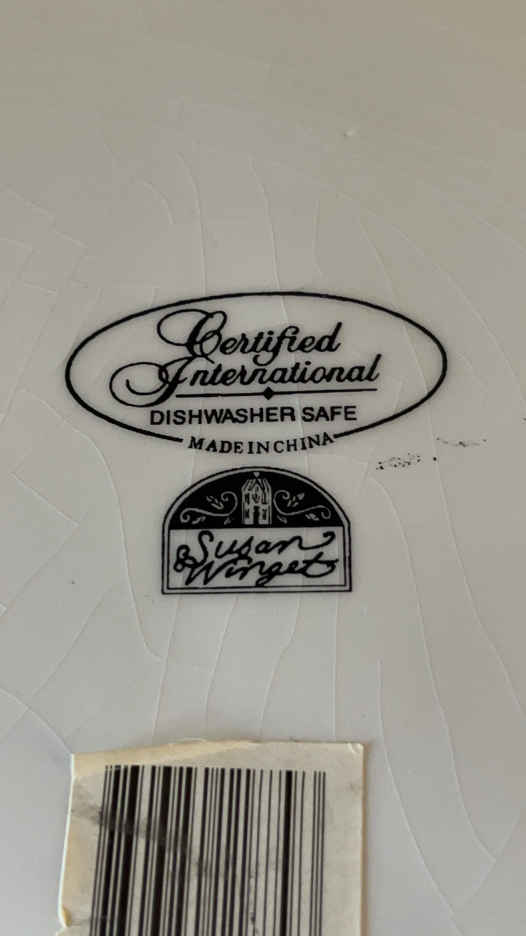 Certified
International
DISHWASHER SAFE
MADE IN CHINA
Susan
Winget